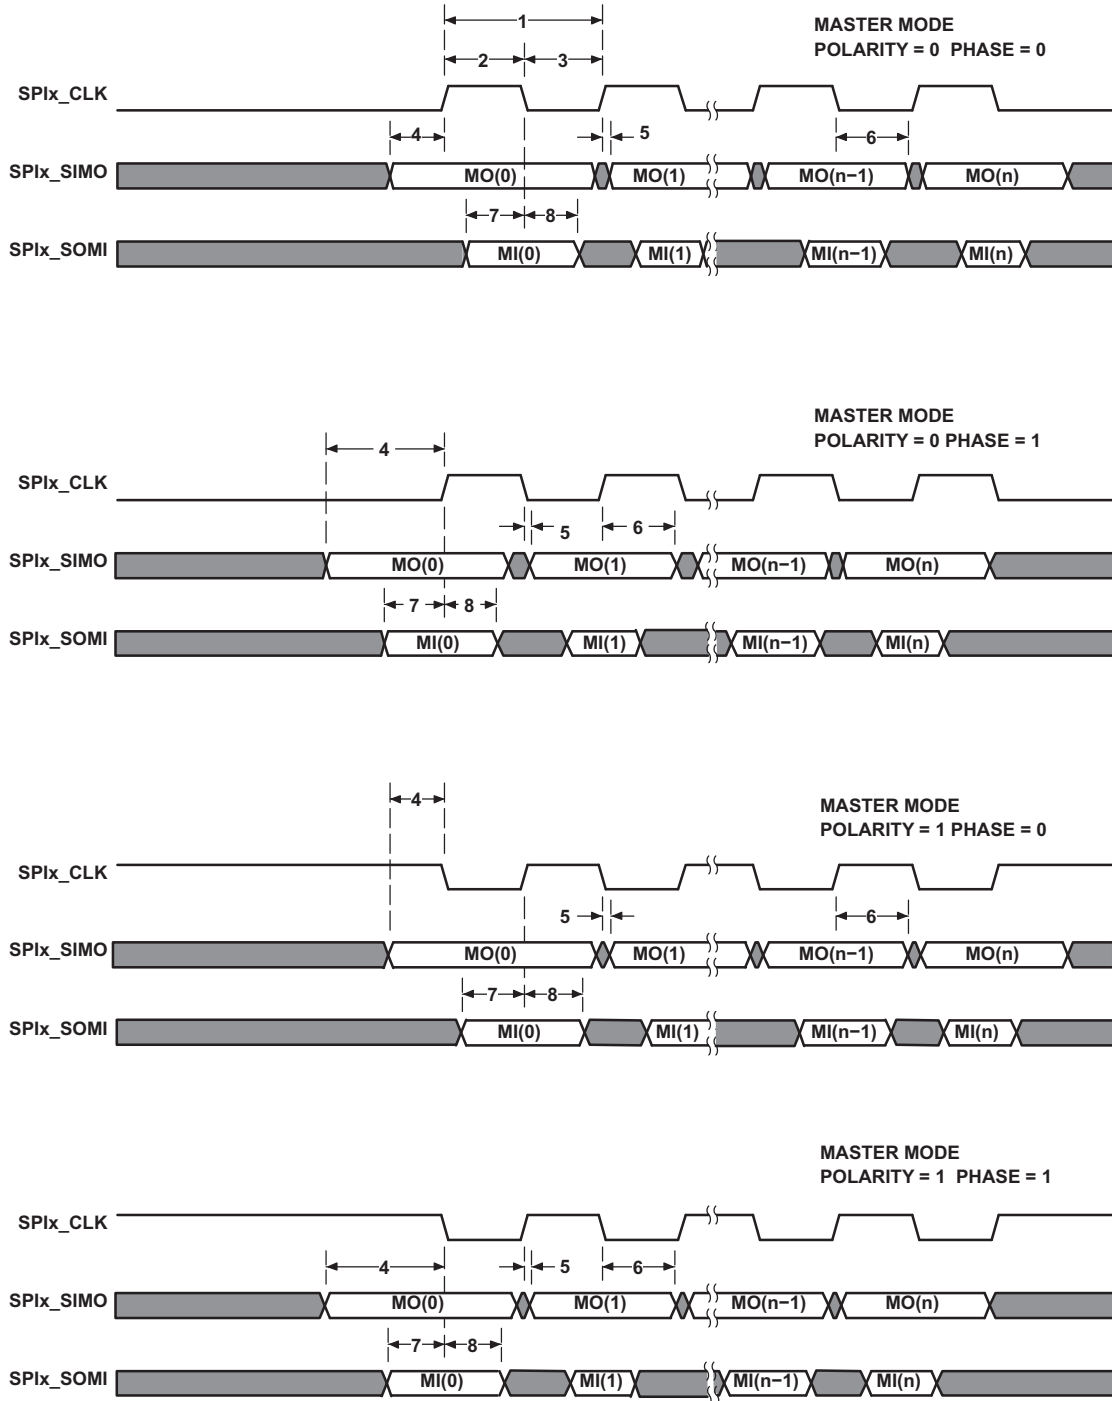 1
MASTER MODE
POLARITY = 0 PHASE = 0
2 3
SPIx_CLK
4 5 6
SPIx_SIMO MO(0) MO(1) MO(n−1) MO(n)
7 8
SPIx_SOMI MI(0) MI(1) MI(n−1) MI(n)
MASTER MODE
POLARITY = 0 PHASE = 1
4
SPIx_CLK
5 6
SPIx_SIMO MO(0) MO(1) MO(n−1) MO(n)
7 8
SPIx_SOMI MI(0) MI(1) MI(n−1) MI(n)
4
MASTER MODE
POLARITY = 1 PHASE = 0
SPIx_CLK
5 6
SPIx_SIMO MO(0) MO(1) MO(n−1) MO(n)
7 8
SPIx_SOMI MI(0) MI(1) MI(n−1) MI(n)
MASTER MODE
POLARITY = 1 PHASE = 1
SPIx_CLK
4 5 6
SPIx_SIMO MO(0) MO(1) MO(n−1) MO(n)
7 8
SPIx_SOMI MI(0) MI(1) MI(n−1) MI(n)